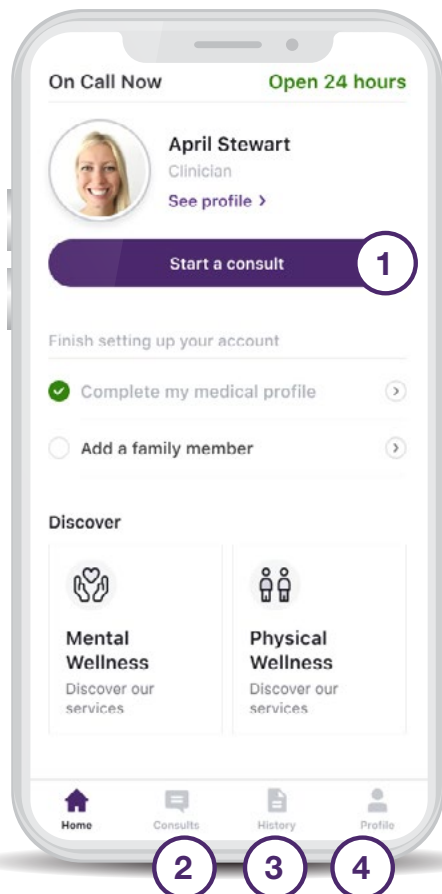 On Call Now Open 24 hours
April Stewart
Clinician
See profile >
Start a consult 1
Finish setting up your account
Complete my medical profile
Add a family member
Discover
Mental Wellness
Discover our services
Physical Wellness
Discover our services
Home Consults History Profile
2 3 4